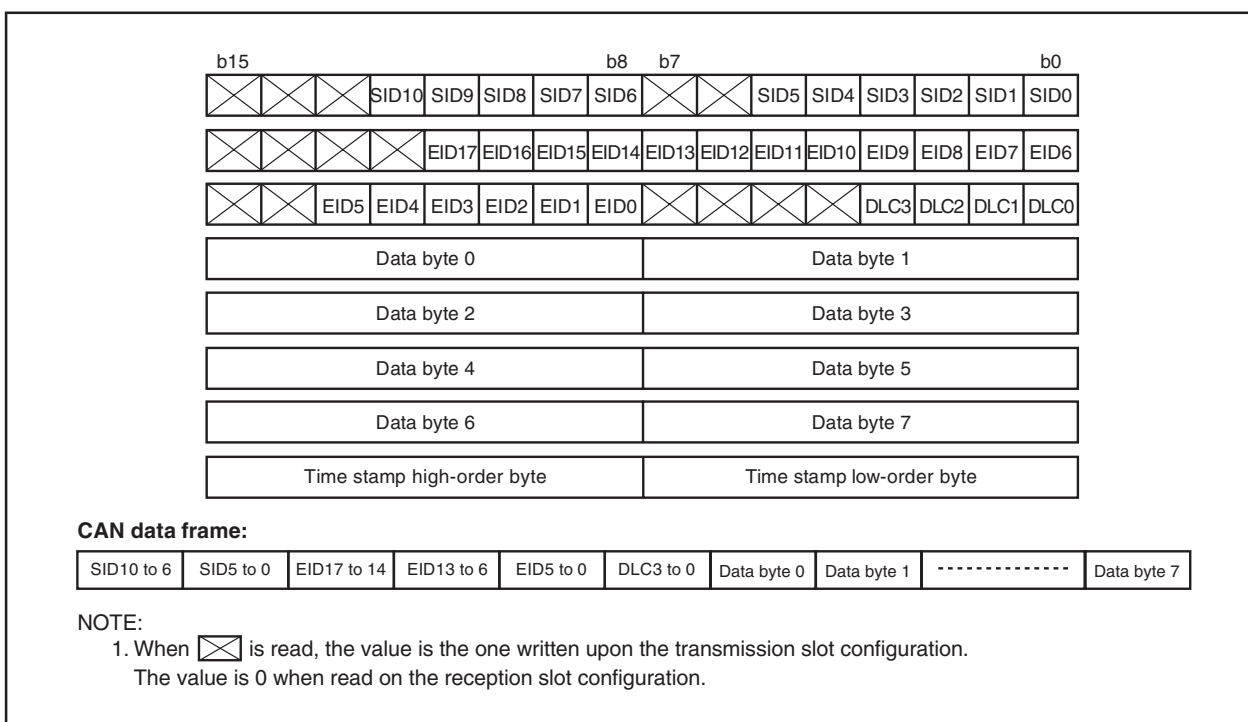 b15 b8 b7 b0
SID10 SID9 SID8 SID7 SID6 SID5 SID4 SID3 SID2 SID1 SID0
EID17 EID16 EID15 EID14 EID13 EID12 EID11 EID10 EID9 EID8 EID7 EID6
EID5 EID4 EID3 EID2 EID1 EID0 DLC3 DLC2 DLC1 DLC0
Data byte 0 Data byte 1
Data byte 2 Data byte 3
Data byte 4 Data byte 5
Data byte 6 Data byte 7
Time stamp high-order byte Time stamp low-order byte
CAN data frame:
SID10 to 6 SID5 to 0 EID17 to 14 EID13 to 6 EID5 to 0 DLC3 to 0 Data byte 0 Data byte 1 Data byte 7
NOTE:
1. When is read, the value is the one written upon the transmission slot configuration.
The value is 0 when read on the reception slot configuration.